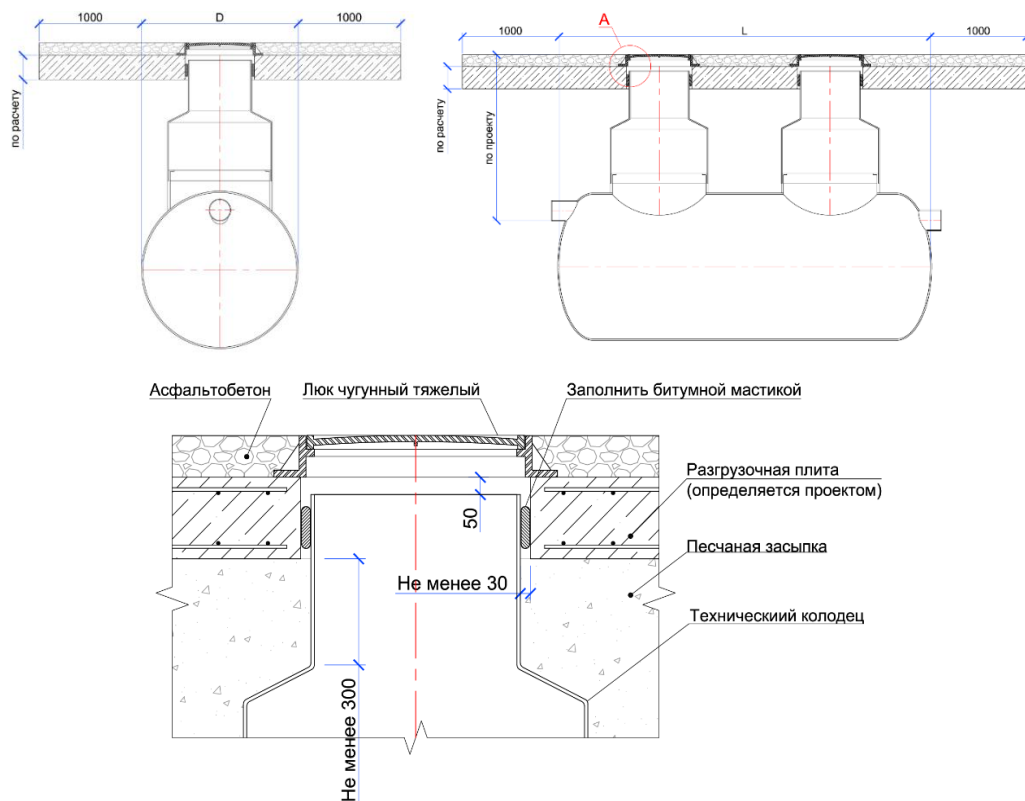 1000
D
1000
по расчету
А
1000
L
1000
по расчету
по проекту
Асфальтобетон
Люк чугунный тяжелый
Заполнить битумной мастикой
Разгрузочная плита
(определяется проектом)
50
Песчаная засыпка
Не менее 30
Техническиий колодец
Не менее 300